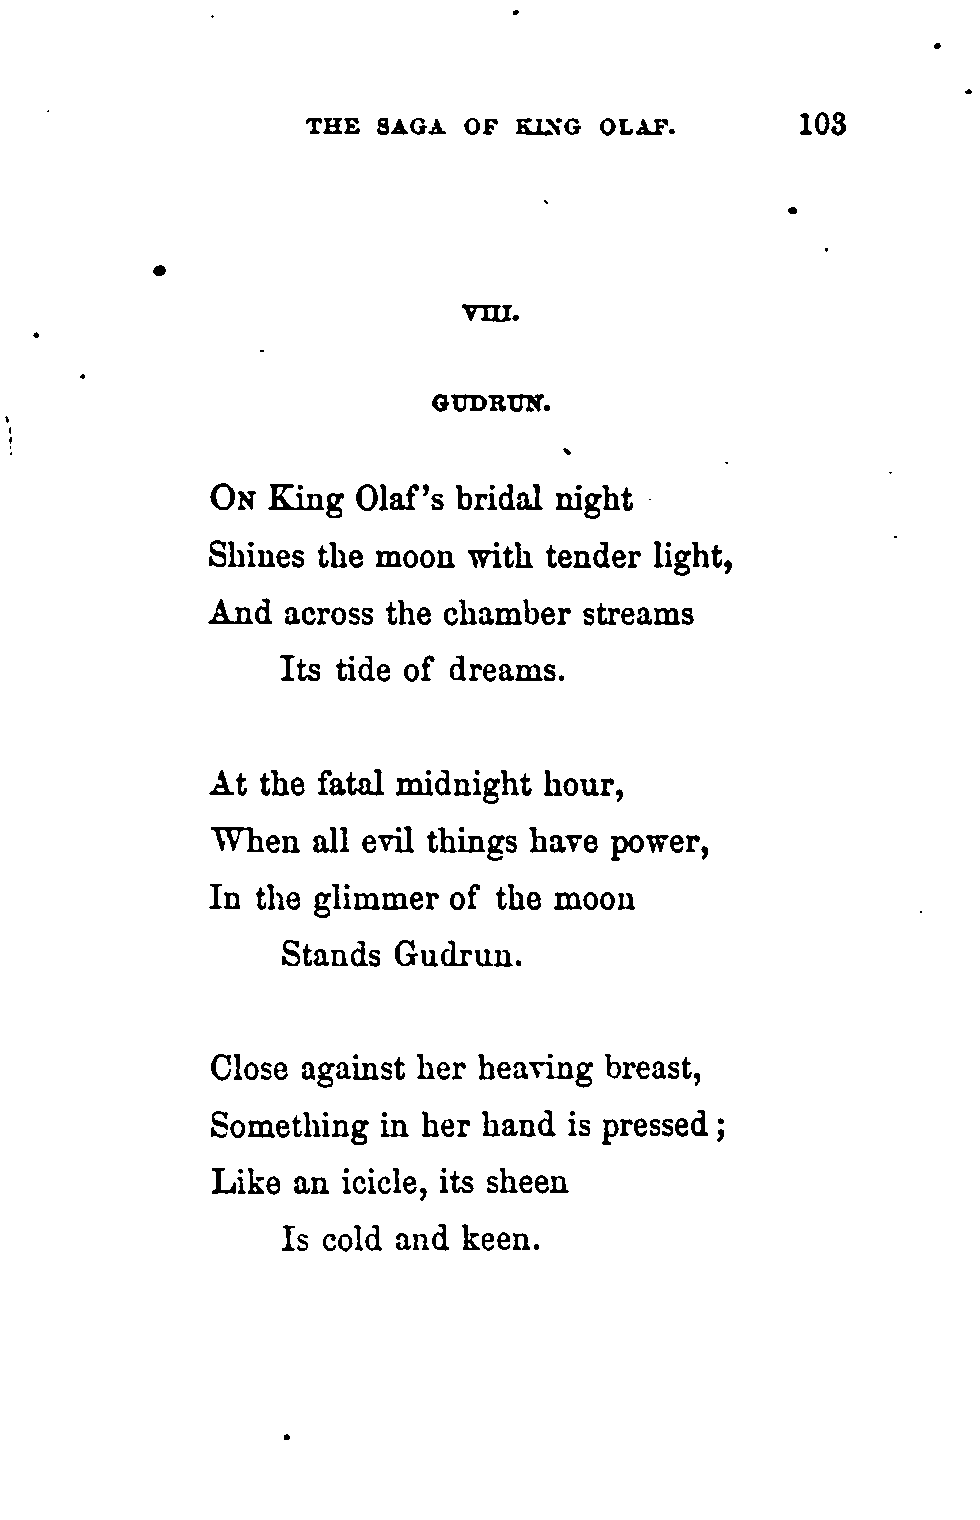 THE SAGA OF KING OLAF. 103
VIII.
GUDRUN.
ON King Olaf's bridal night
Shines the moon with tender light,
And across the chamber streams
Its tide of dreams.
At the fatal midnight hour,
When all evil things have power,
In the glimmer of the moon
Stands Gudrun.
Close against her heaving breast,
Something in her hand is pressed;
Like an icicle, its sheen
Is cold and keen.